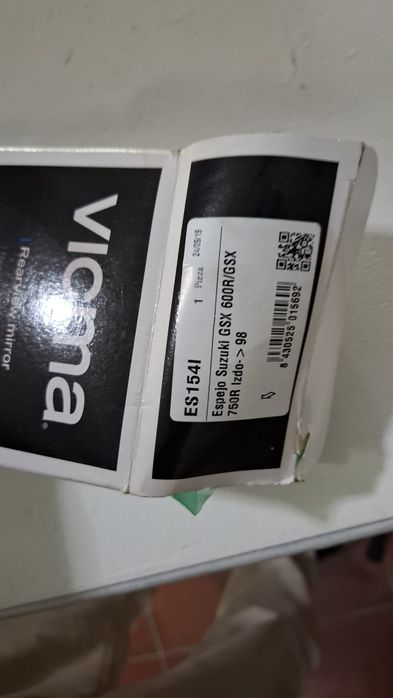 vicma
Rearview mirror
ES154I
1 Pieza 24/09/19
Espejo Suzuki GSX 600R/GSX
750R Izdo-> 98
8 430525 015692